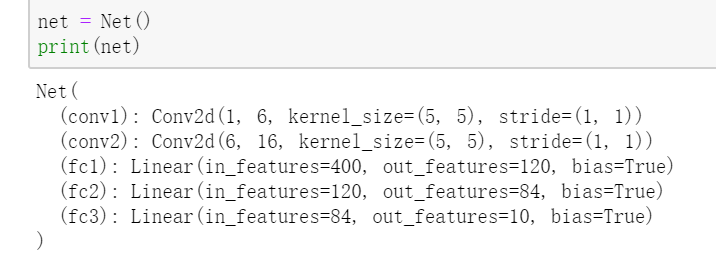 net = Net()
print(net)
Net(
  (conv1): Conv2d(1, 6, kernel_size=(5, 5), stride=(1, 1))
  (conv2): Conv2d(6, 16, kernel_size=(5, 5), stride=(1, 1))
  (fc1): Linear(in_features=400, out_features=120, bias=True)
  (fc2): Linear(in_features=120, out_features=84, bias=True)
  (fc3): Linear(in_features=84, out_features=10, bias=True)
)